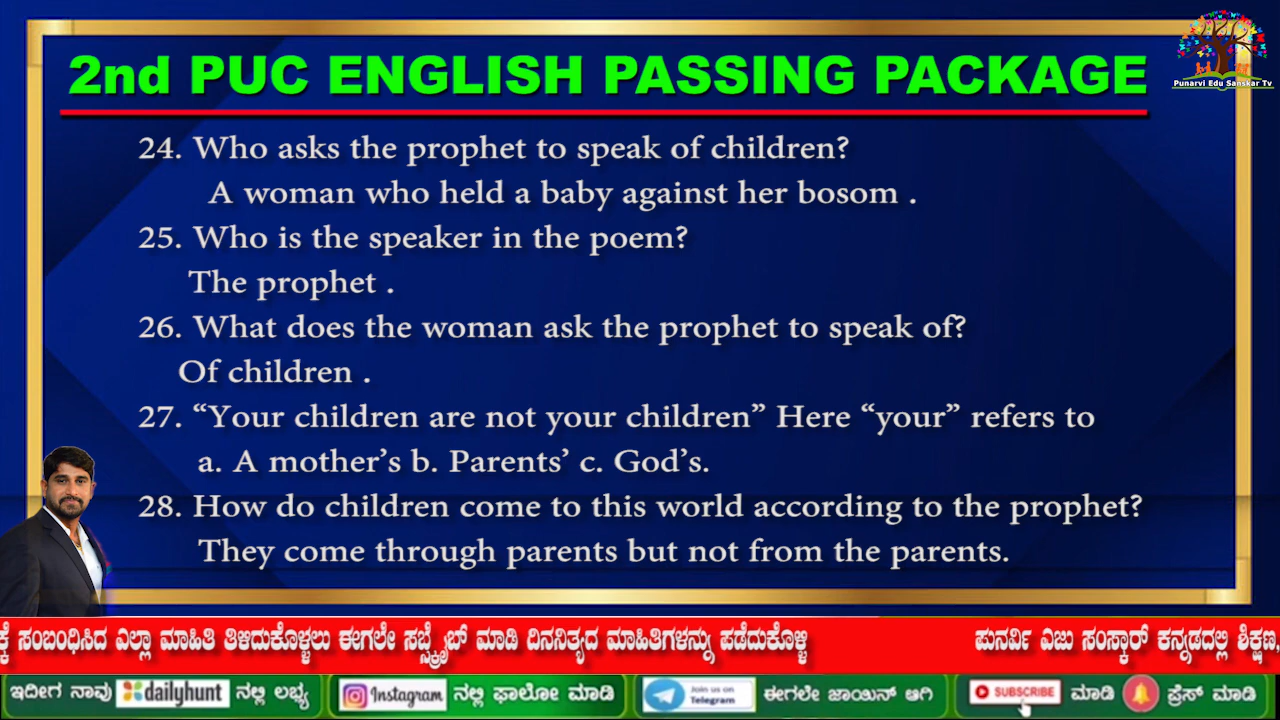 2nd PUC ENGLISH PASSING PACKAGE
Punarvi Edu Sanskar Tv
24. Who asks the prophet to speak of children?
A woman who held a baby against her bosom .
25. Who is the speaker in the poem?
The prophet .
26. What does the woman ask the prophet to speak of?
Of children .
27. “Your children are not your children” Here “your” refers to
a. A mother’s b. Parents’ c. God’s.
28. How do children come to this world according to the prophet?
They come through parents but not from the parents.
ಕ್ಕೆ ಸಂಬಂಧಿಸಿದ ಎಲ್ಲಾ ಮಾಹಿತಿ ತಿಳಿದುಕೊಳ್ಳಲು ಈಗಲೇ ಸಬ್ಸ್ಕ್ರೈಬ್ ಮಾಡಿ ದಿನನಿತ್ಯದ ಮಾಹಿತಿಗಳನ್ನು ಪಡೆದುಕೊಳ್ಳಿ ಪುನರ್ವಿ ಎಜು ಸಂಸ್ಕಾರ್ ಕನ್ನಡದಲ್ಲಿ ಶಿಕ್ಷಣ,
ಇದೀಗ ನಾವು dailyhunt ನಲ್ಲಿ ಲಭ್ಯ Instagram ನಲ್ಲಿ ಫಾಲೋ ಮಾಡಿ Join us on Telegram ಈಗಲೇ ಜಾಯಿನ್ ಆಗಿ SUBSCRIBE ಮಾಡಿ ಪ್ರೆಸ್ ಮಾಡಿ